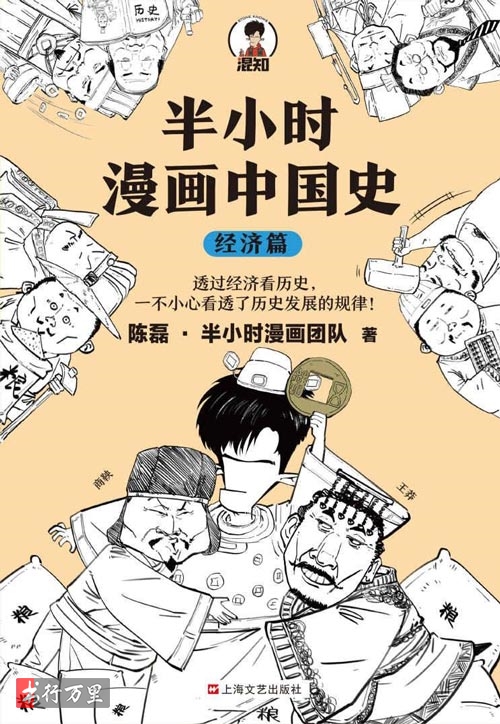 历史
HISTORY!
混知
半小时
漫画中国史
经济篇
透过经济看历史，
一不小心看透了历史发展的规律！
陈磊·半小时漫画团队 著
粮
商鞅
王莽
粮
粮
粮
书行万里
上海文艺出版社